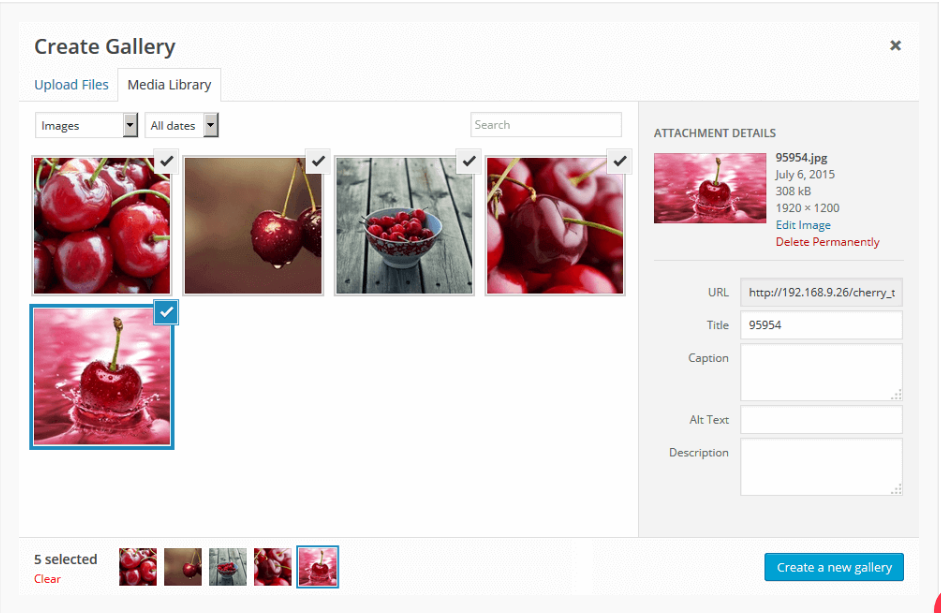 Create Gallery
Upload Files
Media Library
Images
All dates
Search
ATTACHMENT DETAILS
95954.jpg
July 6, 2015
308 kB
1920 × 1200
Edit Image
Delete Permanently
URL
http://192.168.9.26/cherry_t
Title
95954
Caption
Alt Text
Description
5 selected
Clear
Create a new gallery